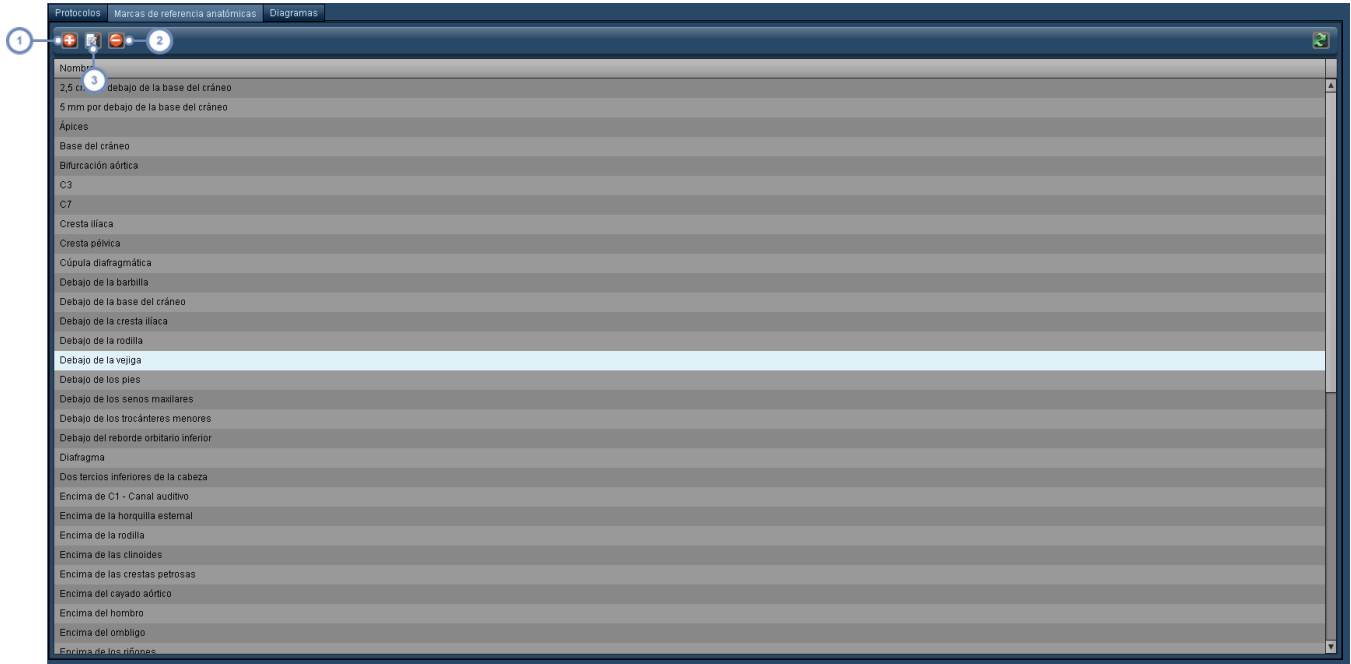 Protocolos Marcas de referencia anatómicas Diagramas
1 2
3
Nombre
2,5 debajo de la base del cráneo
5 mm por debajo de la base del cráneo
Ápices
Base del cráneo
Bifurcación aórtica
C3
C7
Cresta ilíaca
Cresta pélvica
Cúpula diafragmática
Debajo de la barbilla
Debajo de la base del cráneo
Debajo de la cresta ilíaca
Debajo de la rodilla
Debajo de la vejiga
Debajo de los pies
Debajo de los senos maxilares
Debajo de los trocánteres menores
Debajo del reborde orbitario inferior
Diafragma
Dos tercios inferiores de la cabeza
Encima de C1 - Canal auditivo
Encima de la horquilla esternal
Encima de la rodilla
Encima de las clinoides
Encima de las crestas petrosas
Encima del cayado aórtico
Encima del hombro
Encima del ombligo
Encima de los riñones